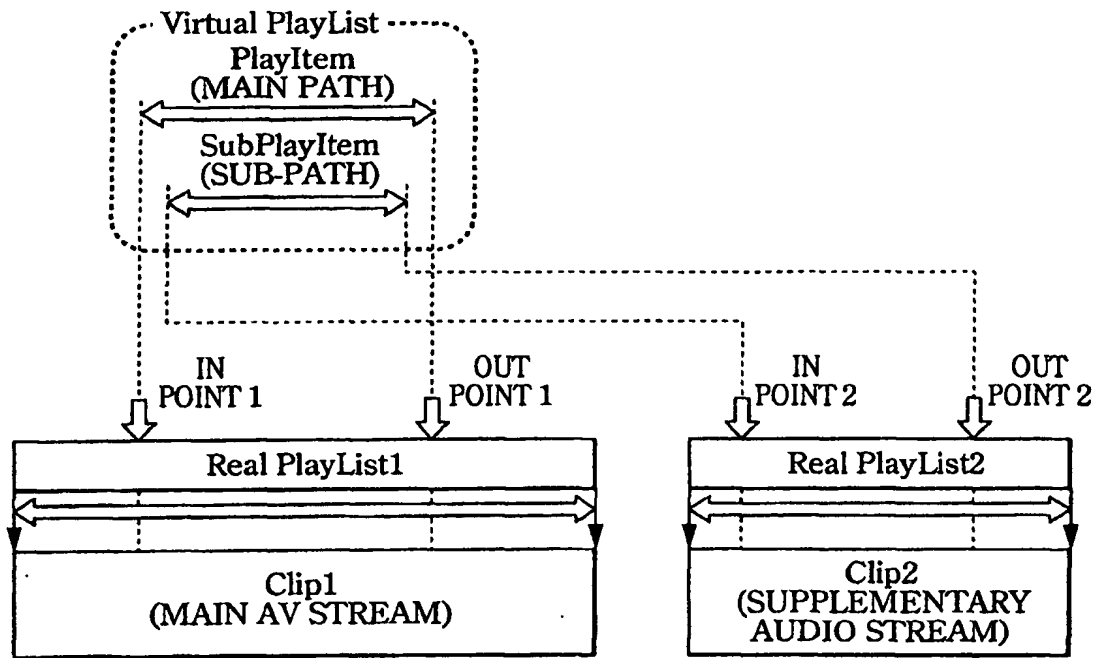 Virtual PlayList
PlayItem
(MAIN PATH)
SubPlayItem
(SUB-PATH)
IN
POINT 1
OUT
POINT 1
IN
POINT 2
OUT
POINT 2
Real PlayList1
Real PlayList2
Clip1
(MAIN AV STREAM)
Clip2
(SUPPLEMENTARY
AUDIO STREAM)